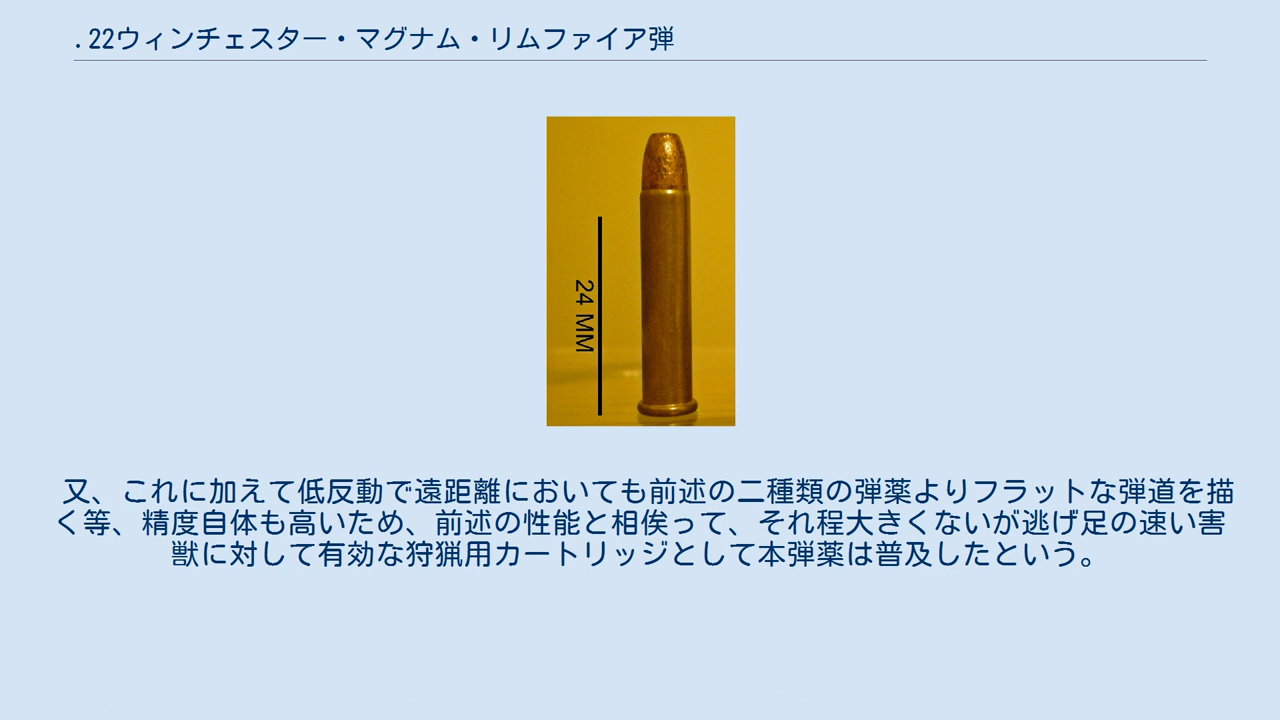 .22ウィンチェスター・マグナム・リムファイア弾
24 MM
又、これに加えて低反動で遠距離においても前述の二種類の弾薬よりフラットな弾道を描
く等、精度自体も高いため、前述の性能と相俟って、それ程大きくないが逃げ足の速い害
獣に対して有効な狩猟用カートリッジとして本弾薬は普及したという。